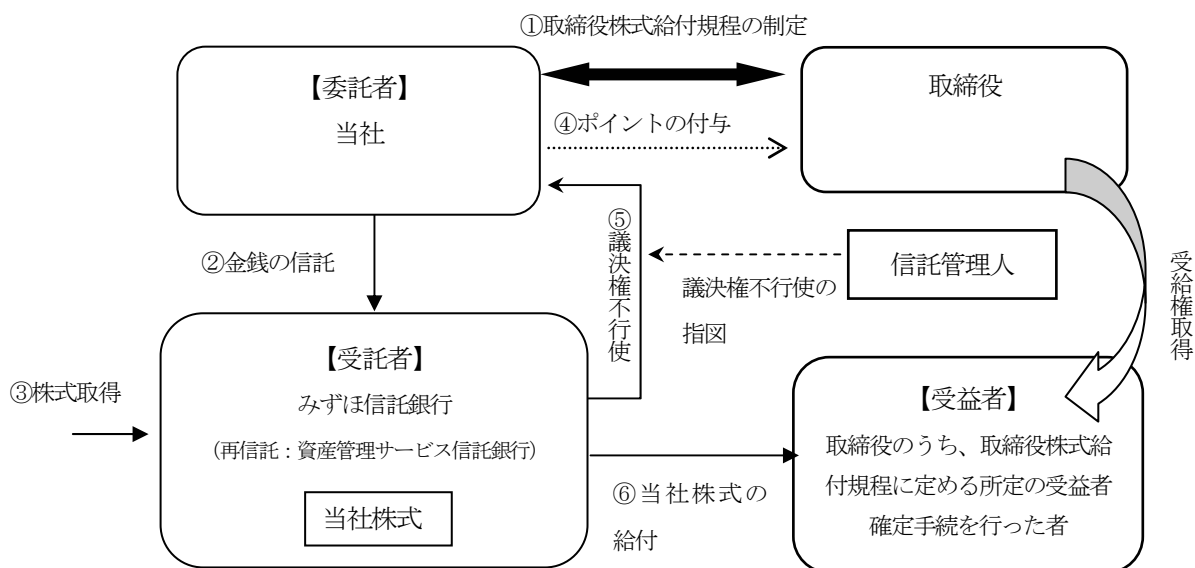 ①取締役株式給付規程の制定
【委託者】
当社
取締役
④ポイントの付与
②金銭の信託
⑤議決権不行使
議決権不行使の
指図
信託管理人
受給権取得
③株式取得
【受託者】
みずほ信託銀行
（再信託：資産管理サービス信託銀行）
当社株式
⑥当社株式の
給付
【受益者】
取締役のうち、取締役株式給
付規程に定める所定の受益者
確定手続を行った者